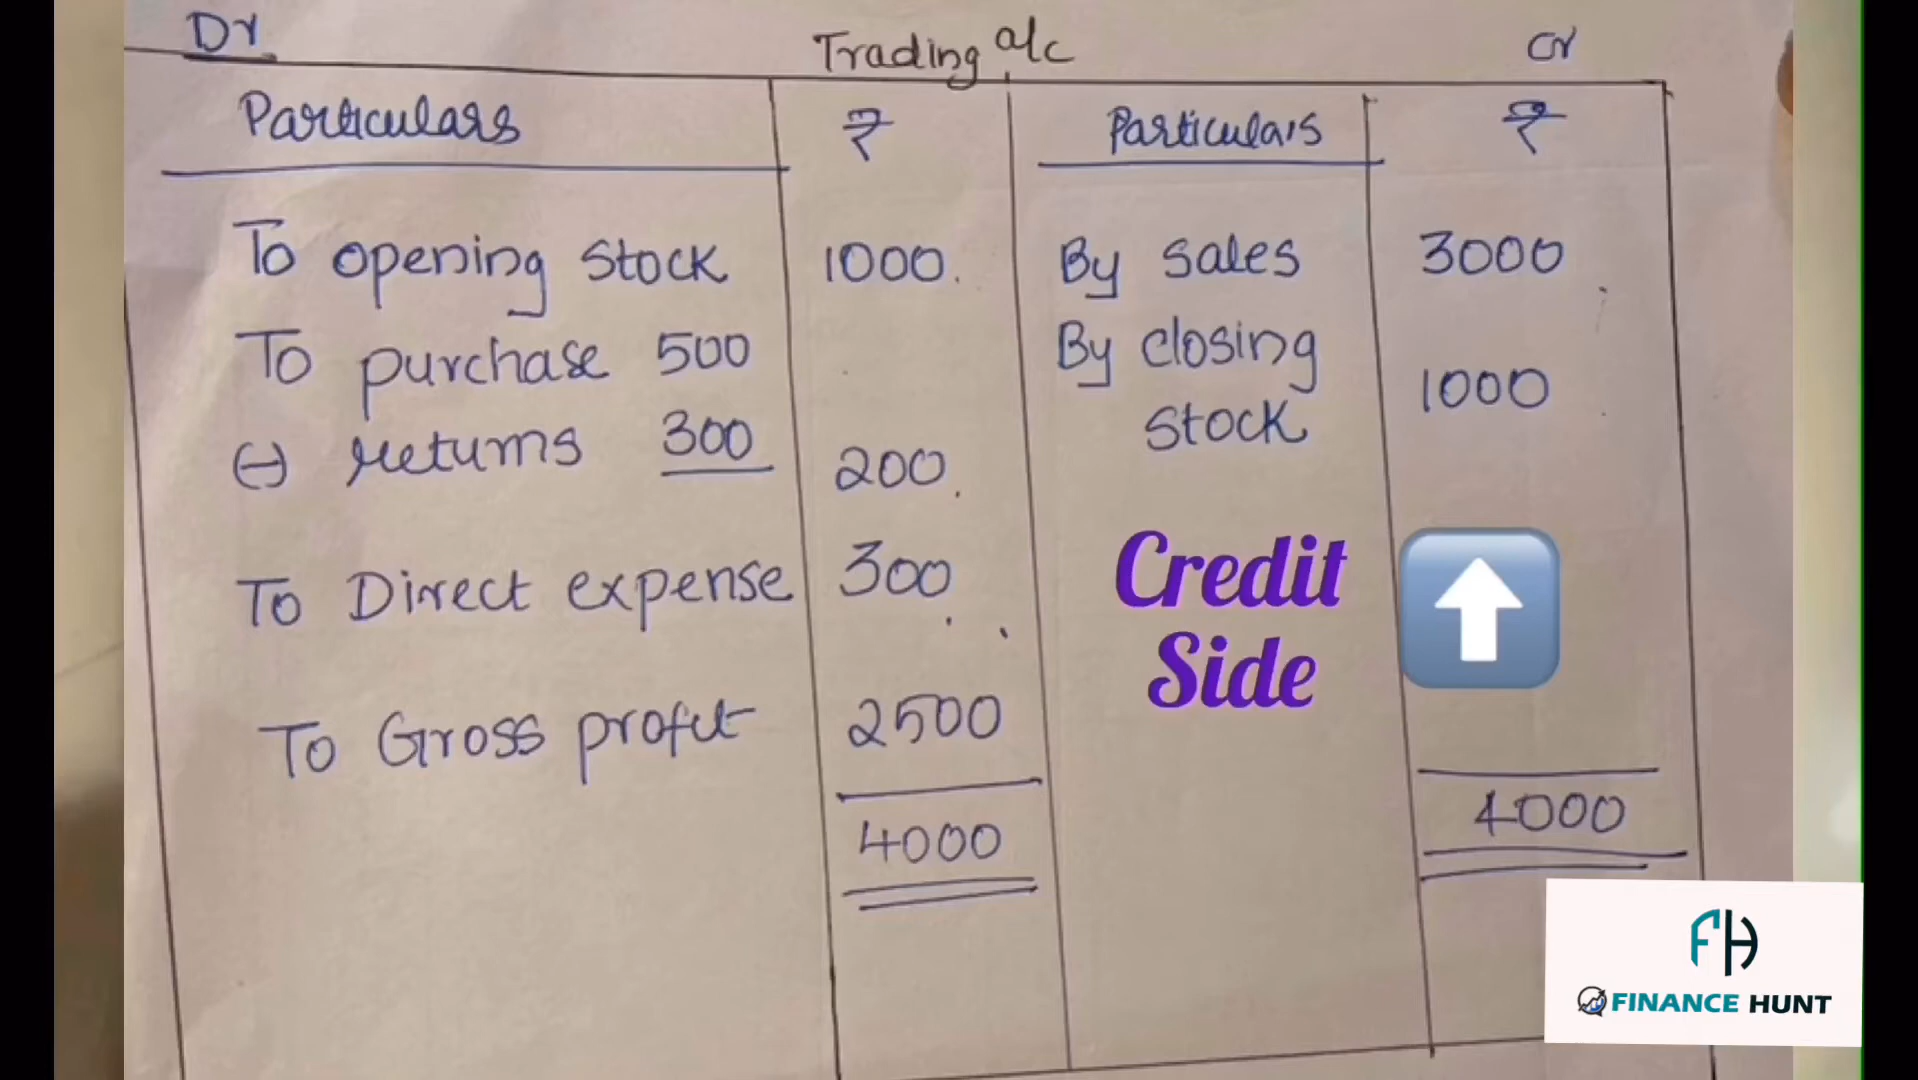 Dr Trading a/c Cr
Particulars ₹ Particulars ₹
To opening stock 1000. By sales 3000
To purchase 500 By closing
stock 1000
(-) returns 300 200.
To Direct expense 300
Credit
Side
To Gross profit 2500
4000 4000
FH
FINANCE HUNT